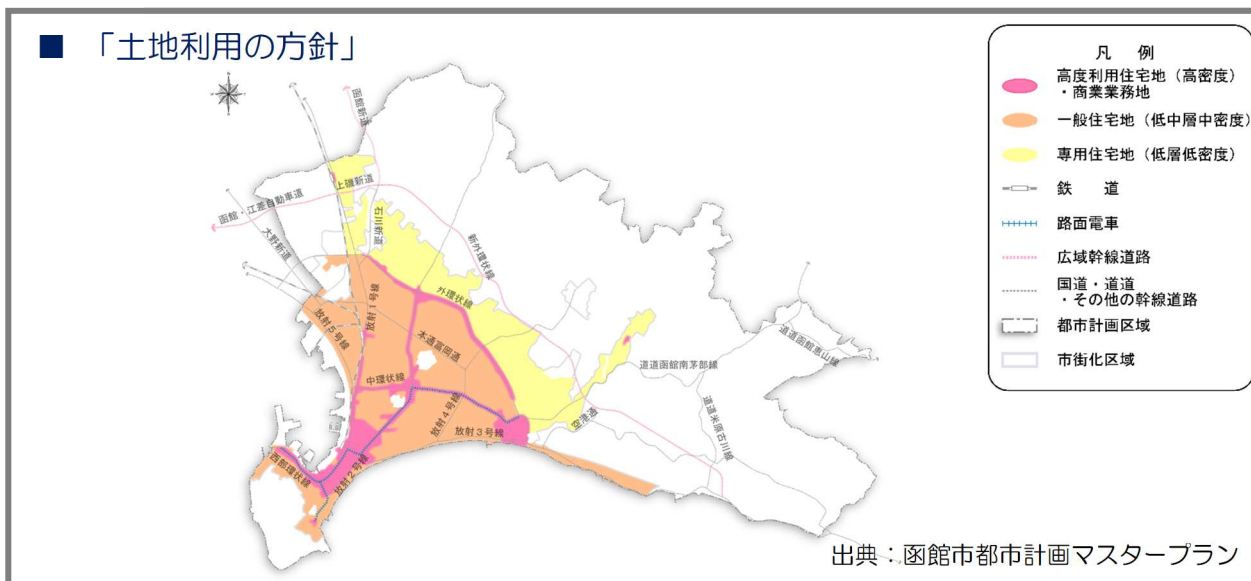 ■ 「土地利用の方針」
凡 例
高度利用住宅地（高密度）
・商業業務地
一般住宅地（低中層中密度）
専用住宅地（低層低密度）
鉄 道
路面電車
広域幹線道路
国道・道道
・その他の幹線道路
都市計画区域
市街化区域
函館新道
上磯新道
函館・江差自動車道
大野新道
石川新道
新外環状線
外環状線
放射１号線
放射５号線
本通富岡通
中環状線
放射４号線
放射３号線
空港通
道道函館南茅部線
道道函館恵山線
道道米原古川線
西部環状線
放射２号線
出典：函館市都市計画マスタープラン